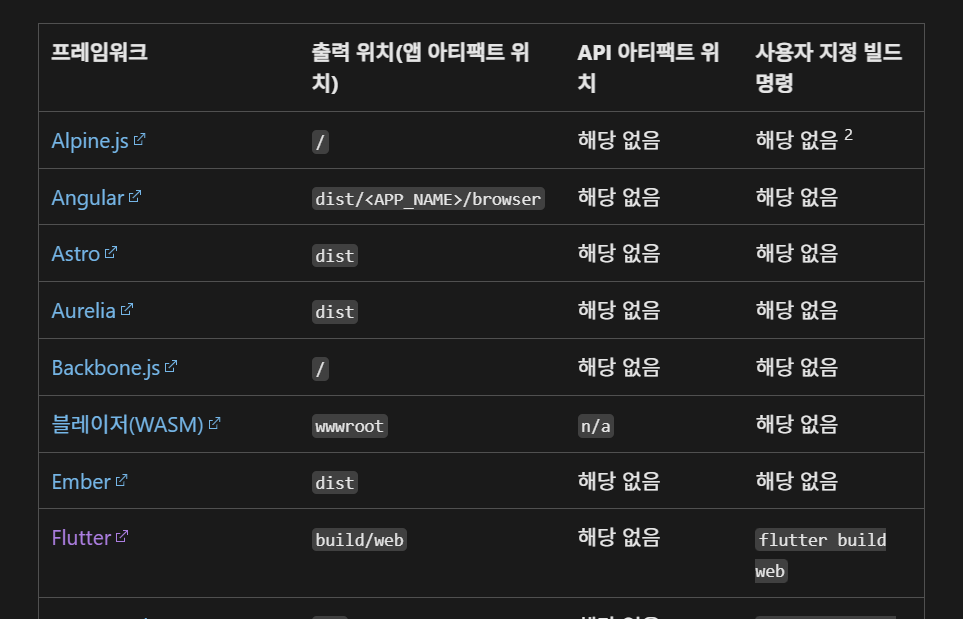 프레임워크 출력 위치(앱 아티팩트 위 API 아티팩트 위 사용자 지정 빌드
치) 치 명령
Alpine.js / 해당 없음 해당 없음 2
Angular dist/<APP_NAME>/browser 해당 없음 해당 없음
Astro dist 해당 없음 해당 없음
Aurelia dist 해당 없음 해당 없음
Backbone.js / 해당 없음 해당 없음
블레이저(WASM) wwwroot n/a 해당 없음
Ember dist 해당 없음 해당 없음
Flutter build/web 해당 없음 flutter build
web